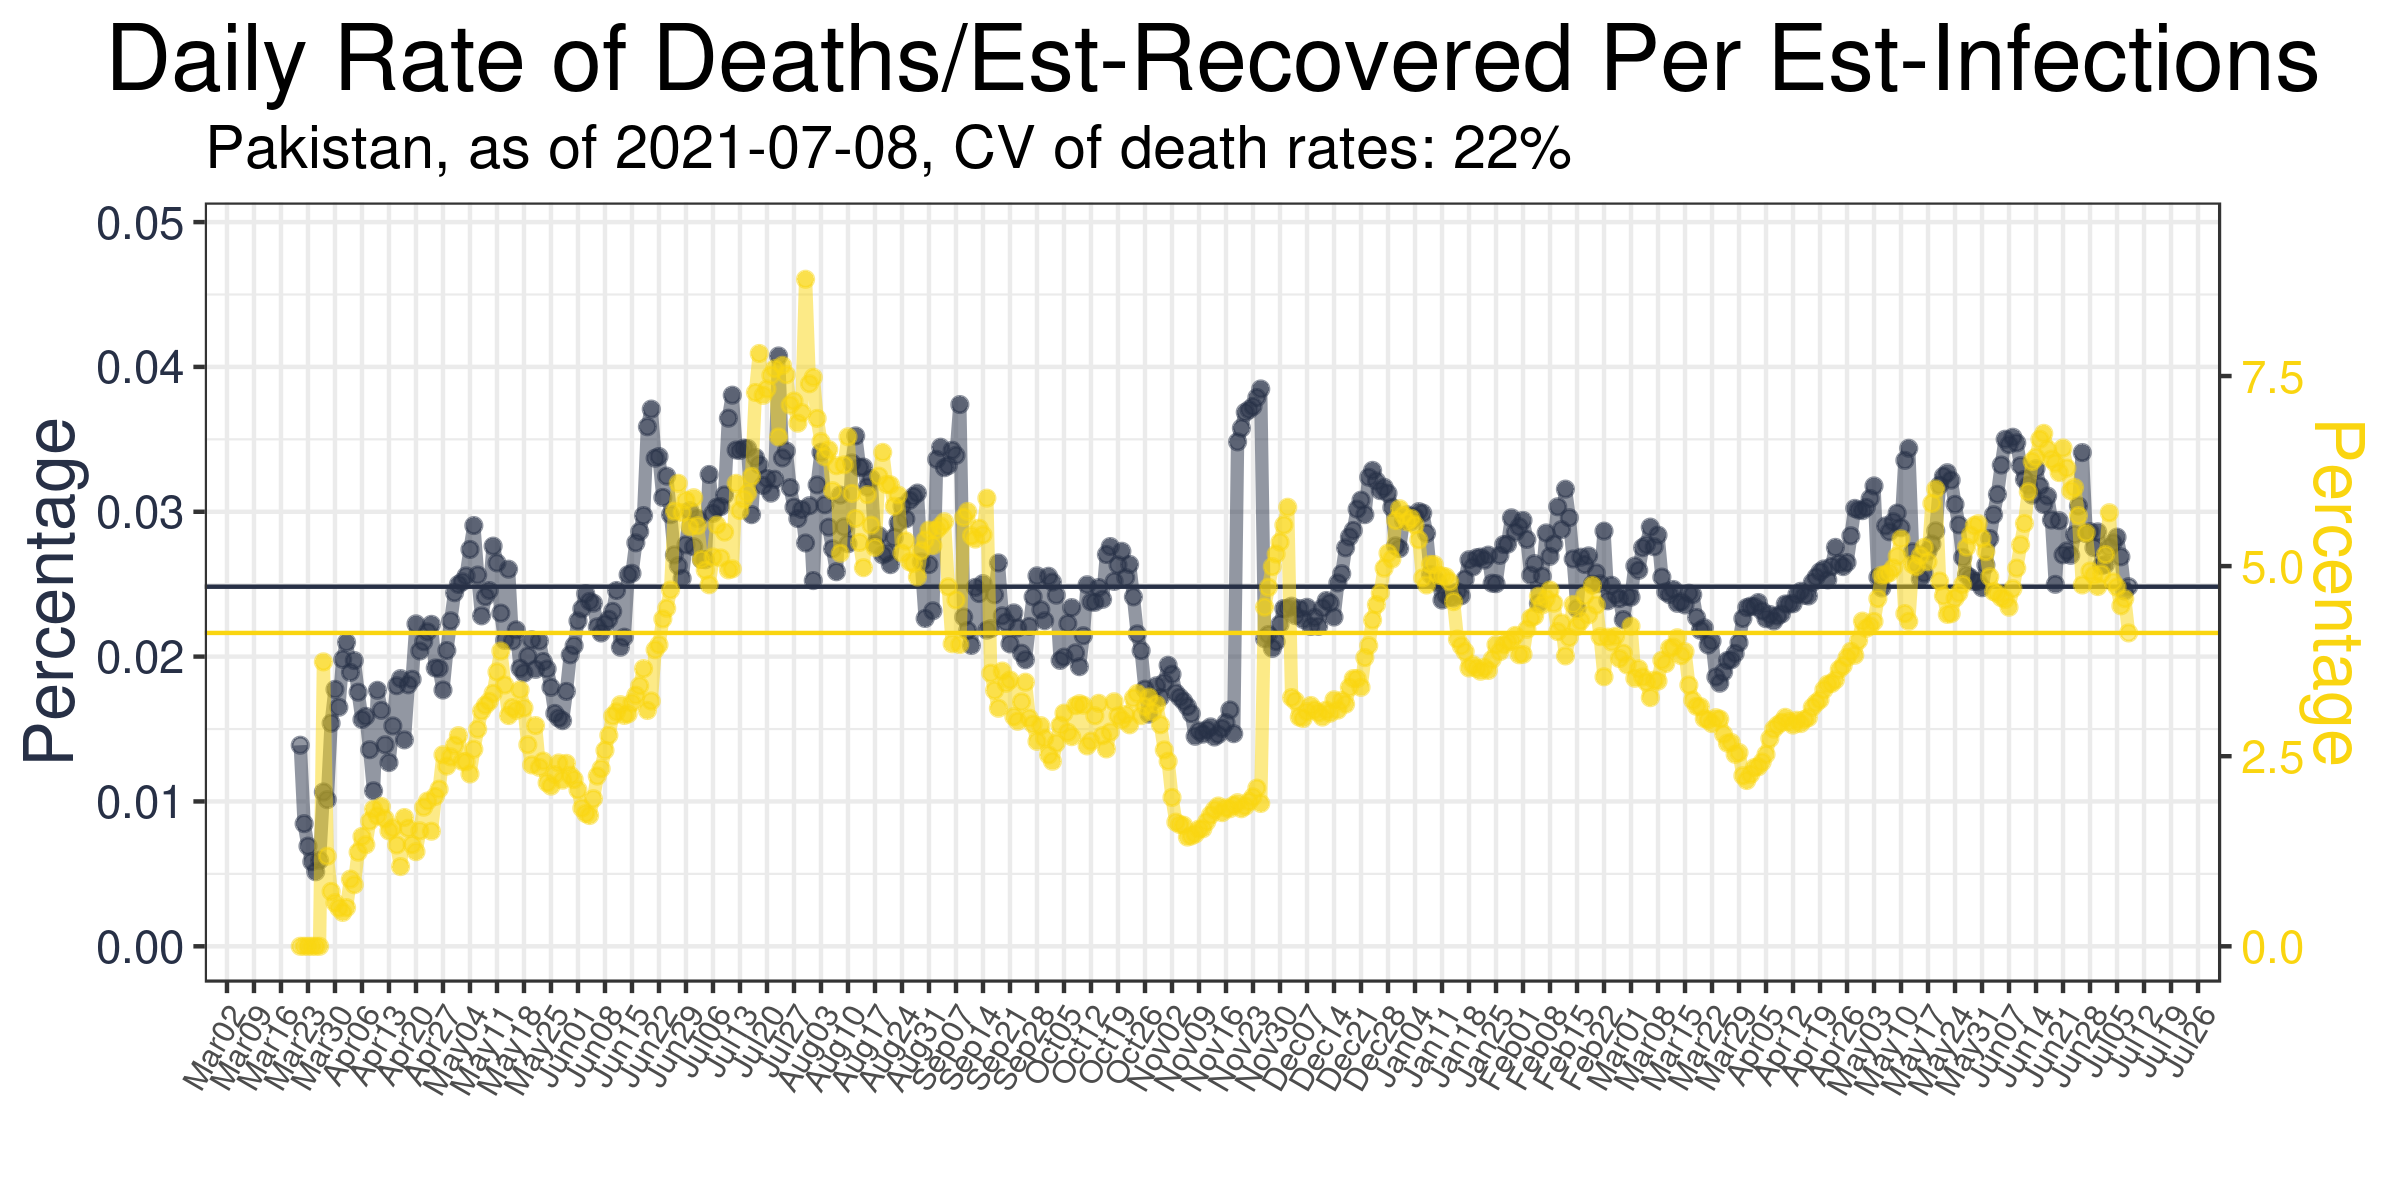 Daily Rate of Deaths/Est-Recovered Per Est-Infections
Pakistan, as of 2021-07-08, CV of death rates: 22%
Percentage
0.05
0.04
0.03
0.02
0.01
0.00
7.5
5.0
2.5
0.0
Percentage
Mar02
Mar09
Mar16
Mar23
Mar30
Apr06
Apr13
Apr20
Apr27
May04
May11
May18
May25
Jun01
Jun08
Jun15
Jun22
Jun29
Jul06
Jul13
Jul20
Jul27
Aug03
Aug10
Aug17
Aug24
Aug31
Sep07
Sep14
Sep21
Sep28
Oct05
Oct12
Oct19
Oct26
Nov02
Nov09
Nov16
Nov23
Nov30
Dec07
Dec14
Dec21
Dec28
Jan04
Jan11
Jan18
Jan25
Feb01
Feb08
Feb15
Feb22
Mar01
Mar08
Mar15
Mar22
Mar29
Apr05
Apr12
Apr19
Apr26
May03
May10
May17
May24
May31
Jun07
Jun14
Jun21
Jun28
Jul05
Jul12
Jul19
Jul26